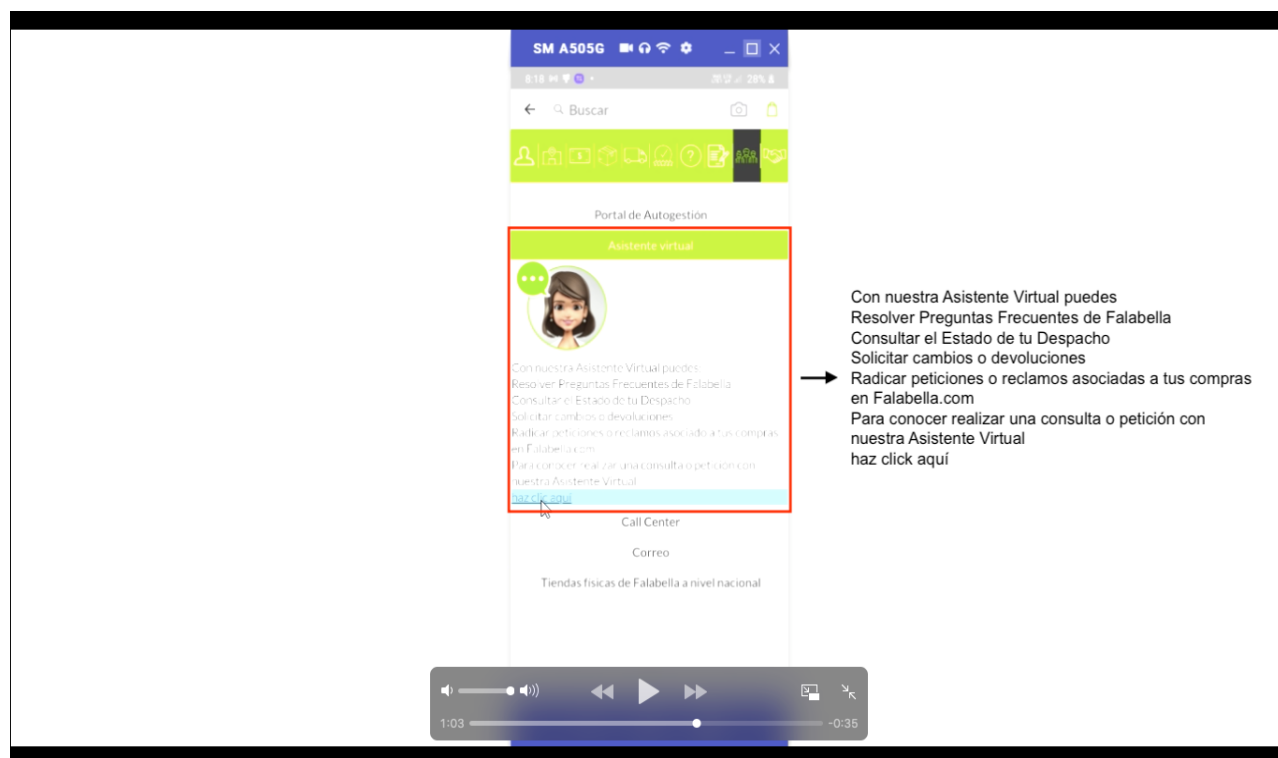 SM A505G
8:18
28%
Buscar
Portal de Autogestión
Asistente virtual
Con nuestra Asistente Virtual puedes
Resolver Preguntas Frecuentes de Falabella
Consultar el Estado de tu Despacho
Solicitar cambios o devoluciones
Radicar peticiones o reclamos asociado a tus compras
en Falabella.com
Para conocer realizar una consulta o petición con
nuestra Asistente Virtual
haz clic aquí
Call Center
Correo
Tiendas físicas de Falabella a nivel nacional
Con nuestra Asistente Virtual puedes
Resolver Preguntas Frecuentes de Falabella
Consultar el Estado de tu Despacho
Solicitar cambios o devoluciones
Radicar peticiones o reclamos asociadas a tus compras
en Falabella.com
Para conocer realizar una consulta o petición con
nuestra Asistente Virtual
haz click aquí
1:03
-0:35